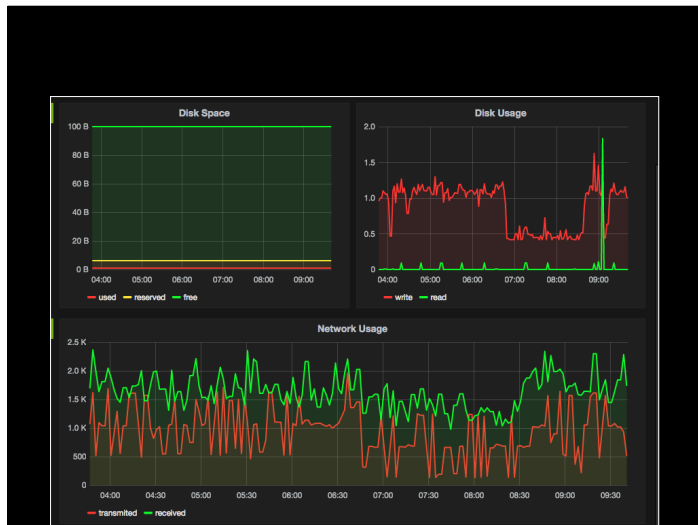 Disk Space
100 B
80 B
60 B
40 B
20 B
0 B
04:00 05:00 06:00 07:00 08:00 09:00
used reserved free
Disk Usage
2.0
1.5
1.0
0.5
0
04:00 05:00 06:00 07:00 08:00 09:00
write read
Network Usage
2.5 K
2.0 K
1.5 K
1.0 K
500
0
04:00 04:30 05:00 05:30 06:00 06:30 07:00 07:30 08:00 08:30 09:00 09:30
transmited received